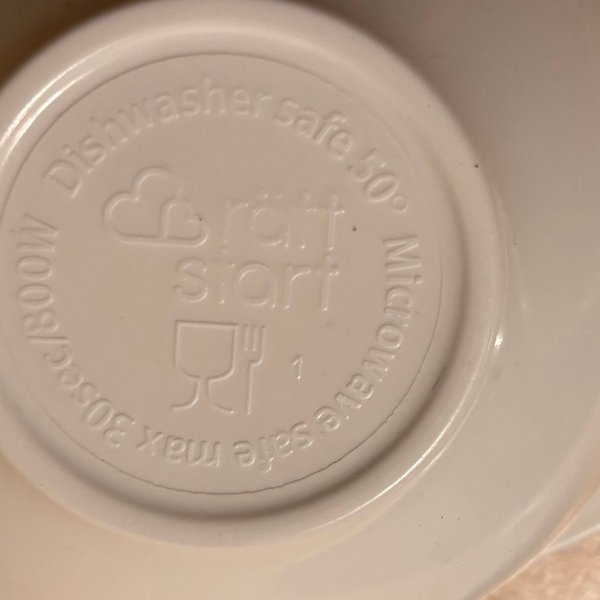 Dishwasher safe 50°
Microwave safe max 30sec/800W
rätt
start
1